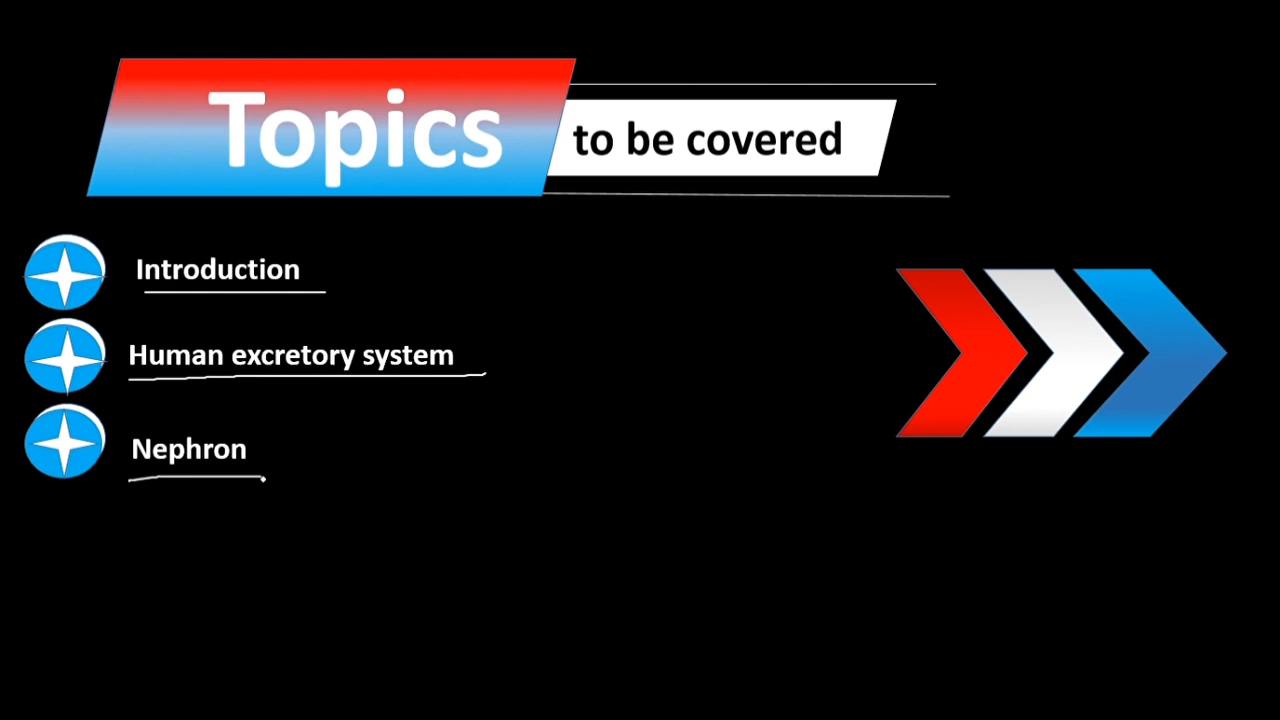 Topics
to be covered
Introduction
Human excretory system
Nephron